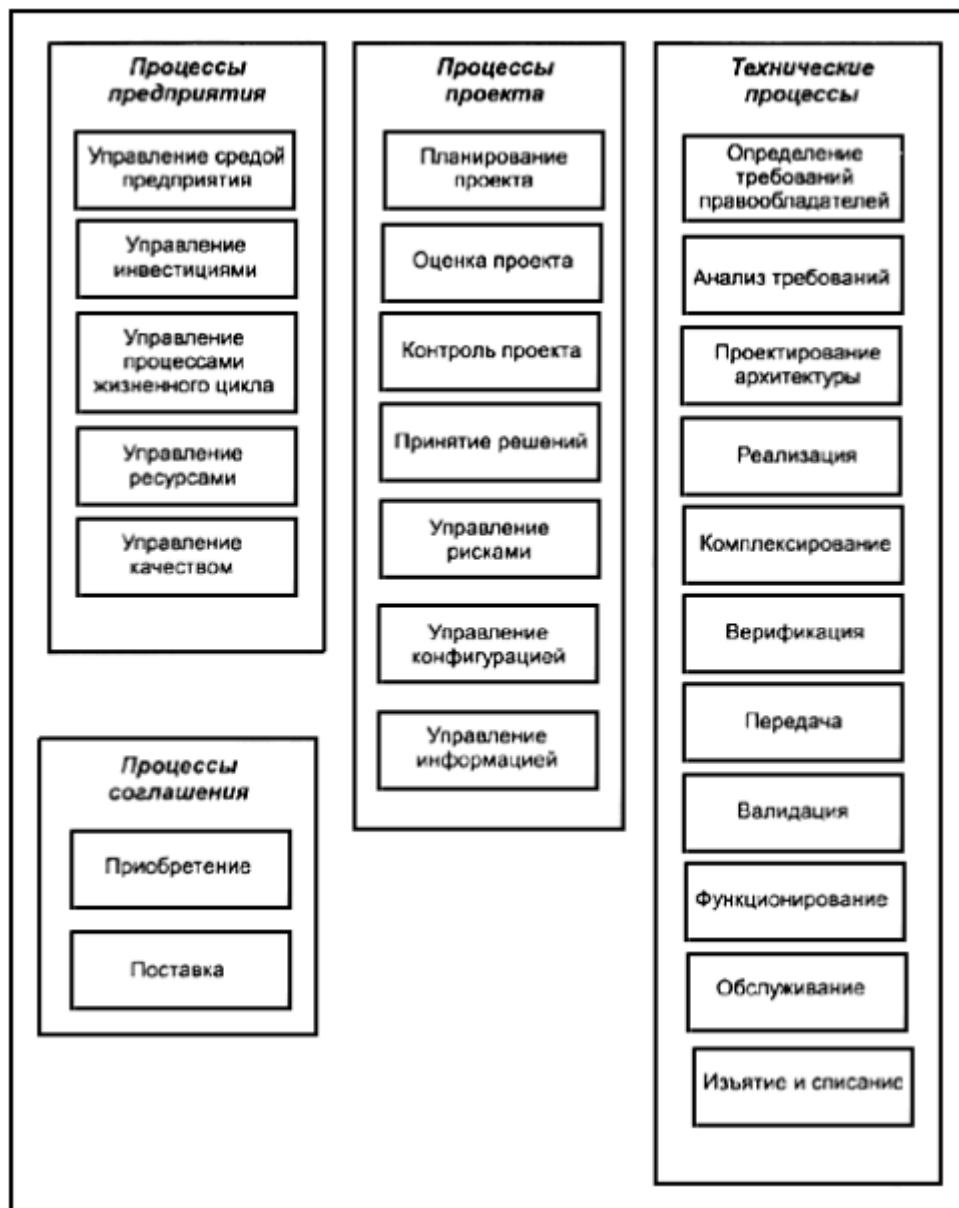 Процессы
предприятия
Управление средой
предприятия
Управление
инвестициями
Управление
процессами
жизненного цикла
Управление
ресурсами
Управление
качеством
Процессы
соглашения
Приобретение
Поставка
Процессы
проекта
Планирование
проекта
Оценка проекта
Контроль проекта
Принятие решений
Управление
рисками
Управление
конфигурацией
Управление
информацией
Технические
процессы
Определение
требований
правообладателей
Анализ требований
Проектирование
архитектуры
Реализация
Комплексирование
Верификация
Передача
Валидация
Функционирование
Обслуживание
Изъятие и списание